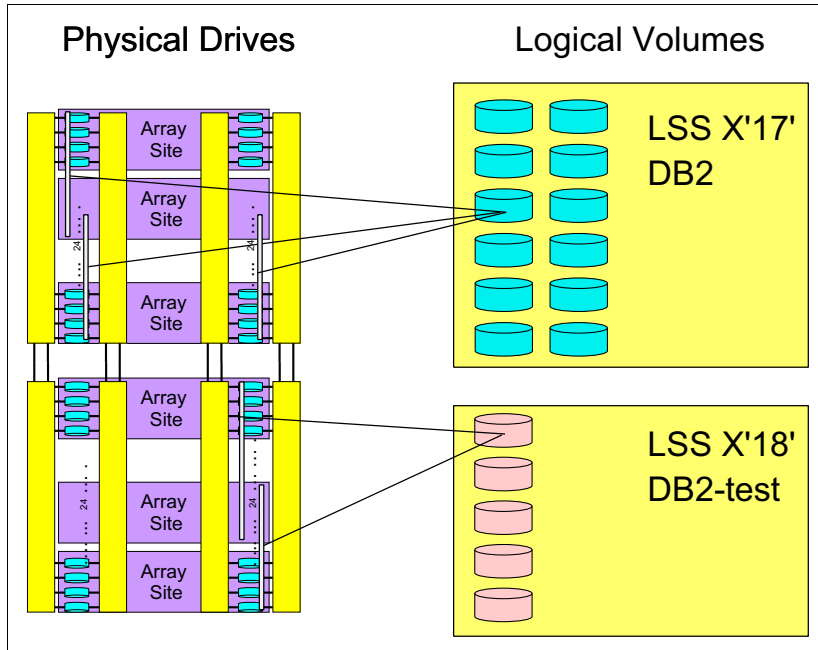 Physical Drives
Logical Volumes
Array
Site
Array
Site
24
24
Array
Site
Array
Site
24
24
Array
Site
Array
Site
LSS X'17'
DB2
LSS X'18'
DB2-test